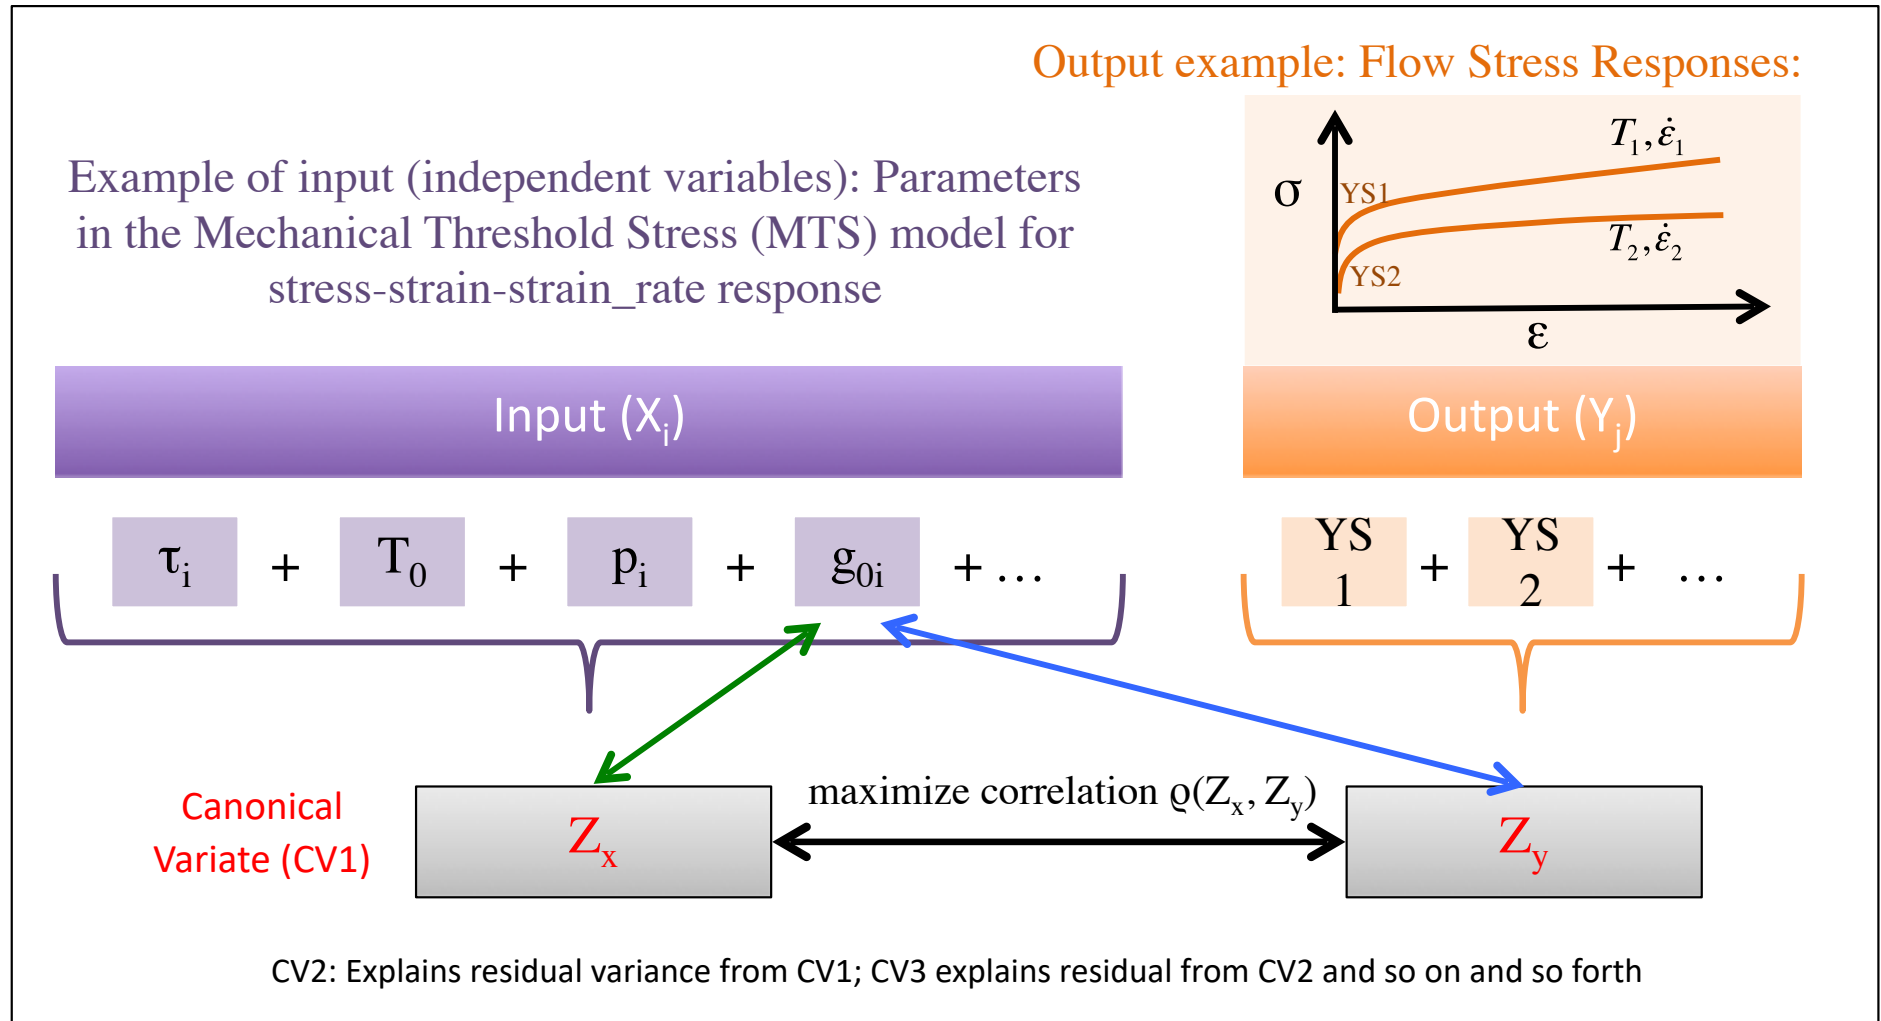 Output example: Flow Stress Responses:
Example of input (independent variables): Parameters
in the Mechanical Threshold Stress (MTS) model for
stress-strain-strain_rate response
σ
YS1
YS2
T₁, ε̇₁
T₂, ε̇₂
ε
Input (Xᵢ)
Output (Yⱼ)
τᵢ + T₀ + pᵢ + g₀ᵢ + …
YS 1 + YS 2 + …
Canonical
Variate (CV1)
Zₓ
maximize correlation ρ(Zₓ, Z_y)
Z_y
CV2: Explains residual variance from CV1; CV3 explains residual from CV2 and so on and so forth